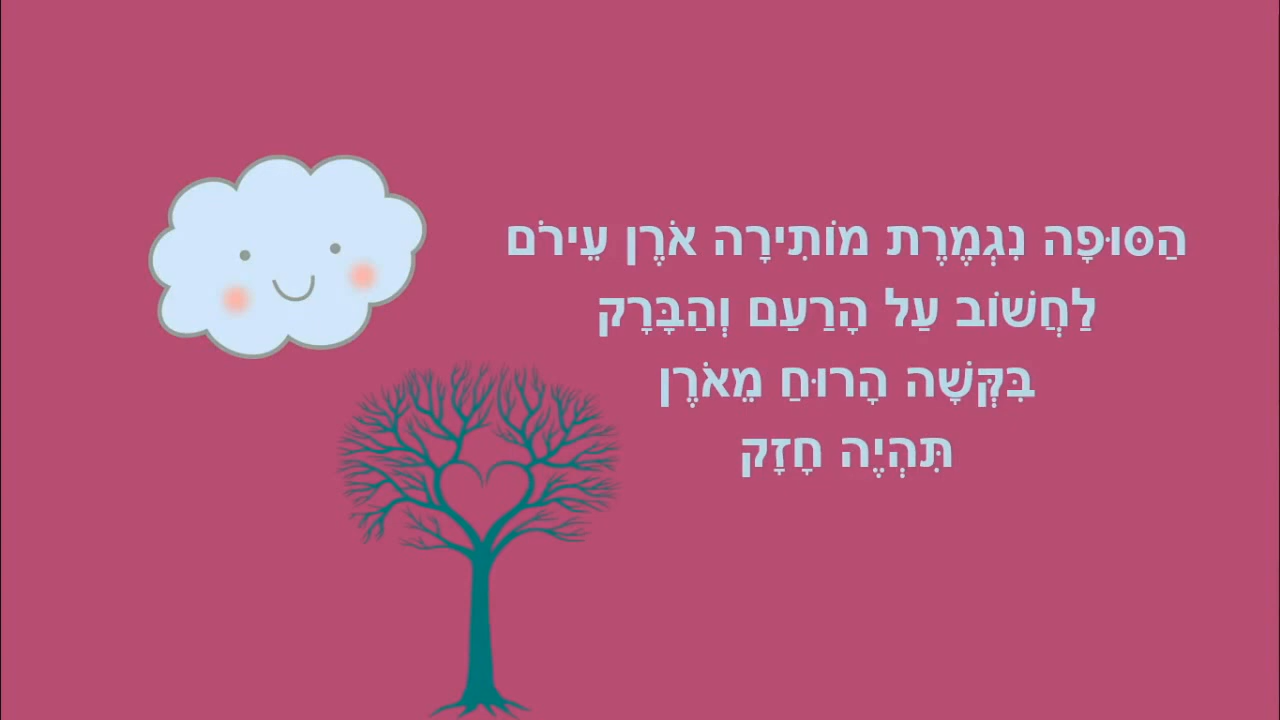 הַסּוּפָה נִגְמֶרֶת מוֹתִירָה אֹרֶן עֵירֹם
לַחֲשׁוֹב עַל הָרַעַם וְהַבָּרָק
בִּקְּשָׁה הָרוּחַ מֵאֹרֶן
תִּהְיֶה חָזָק